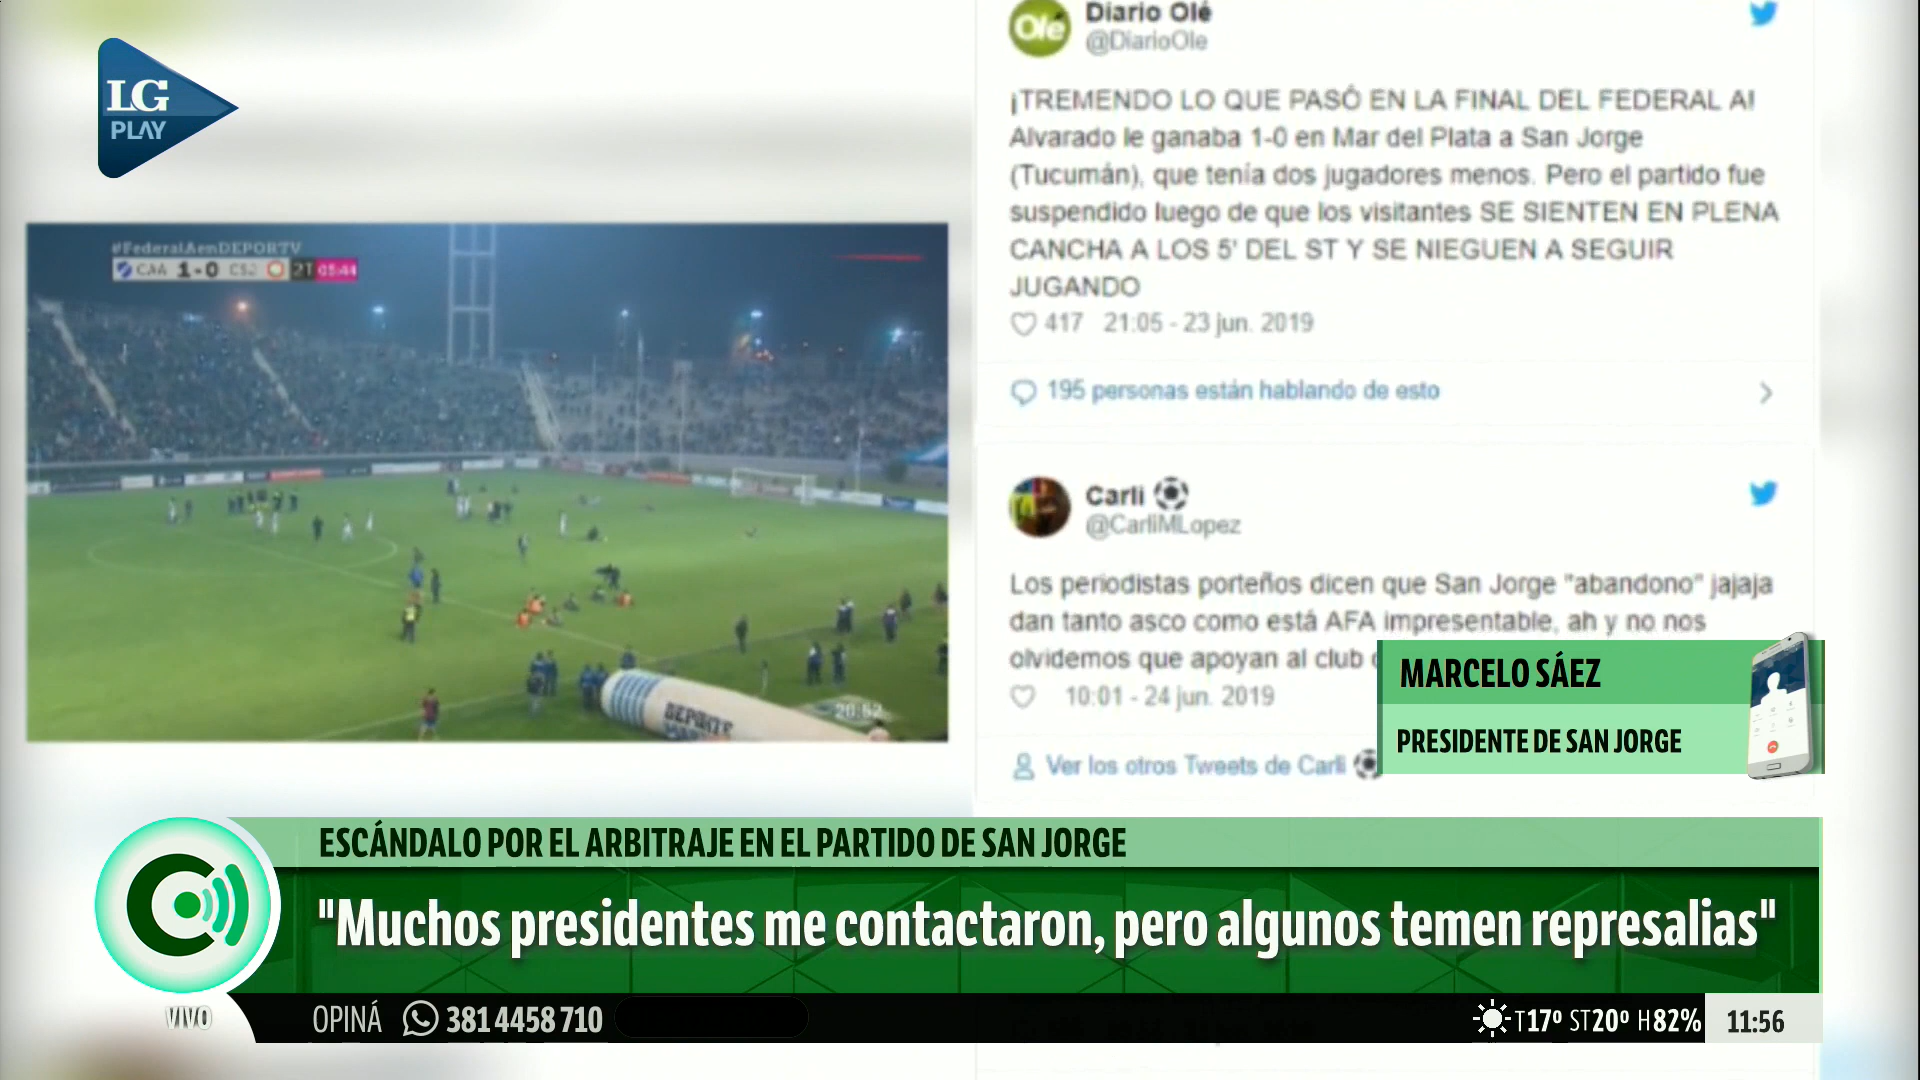 LG
PLAY
#FederalAenDEPORTV
CAA 1-0 CSJ 2T 05:44
DEPORTV
20:52
Olé
Diario Olé
@DiarioOle
¡TREMENDO LO QUE PASÓ EN LA FINAL DEL FEDERAL A!
Alvarado le ganaba 1-0 en Mar del Plata a San Jorge
(Tucumán), que tenía dos jugadores menos. Pero el partido fue
suspendido luego de que los visitantes SE SIENTEN EN PLENA
CANCHA A LOS 5' DEL ST Y SE NIEGUEN A SEGUIR
JUGANDO
417 21:05 - 23 jun. 2019
195 personas están hablando de esto
Carli
@CarliMLopez
Los periodistas porteños dicen que San Jorge "abandono" jajaja
dan tanto asco como está AFA impresentable, ah y no nos
olvidemos que apoyan al club
10:01 - 24 jun. 2019
Ver los otros Tweets de Carli
MARCELO SÁEZ
PRESIDENTE DE SAN JORGE
ESCÁNDALO POR EL ARBITRAJE EN EL PARTIDO DE SAN JORGE
"Muchos presidentes me contactaron, pero algunos temen represalias"
VIVO
OPINÁ 381 4458 710
T17º ST20º H82% 11:56